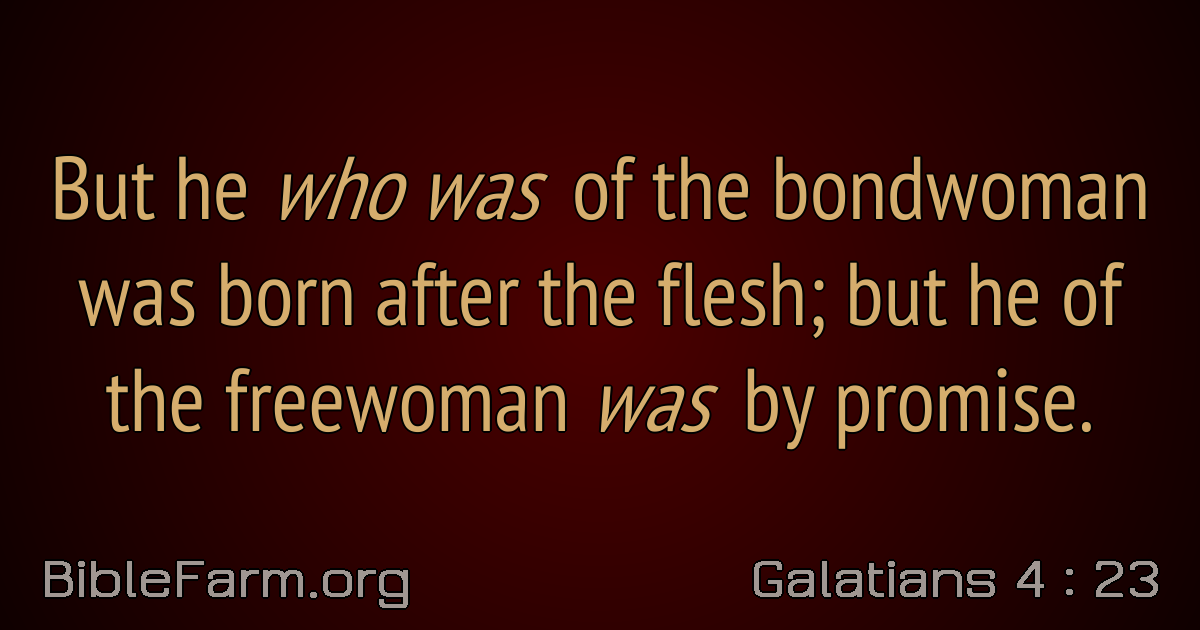 But he who was of the bondwoman
was born after the flesh; but he of
the freewoman was by promise.
BibleFarm.org
Galatians 4 : 23